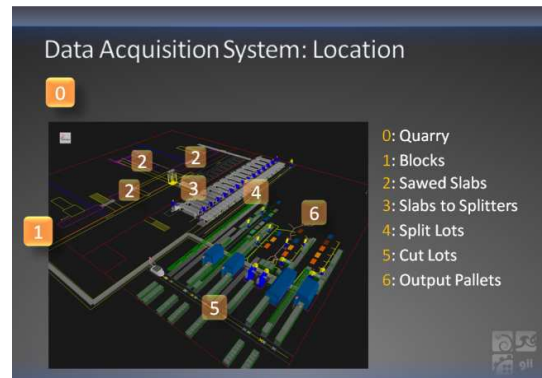 Data Acquisition System: Location
0
0: Quarry
1: Blocks
2: Sawed Slabs
3: Slabs to Splitters
4: Split Lots
5: Cut Lots
6: Output Pallets
2
2
2
3
4
6
1
5
gii